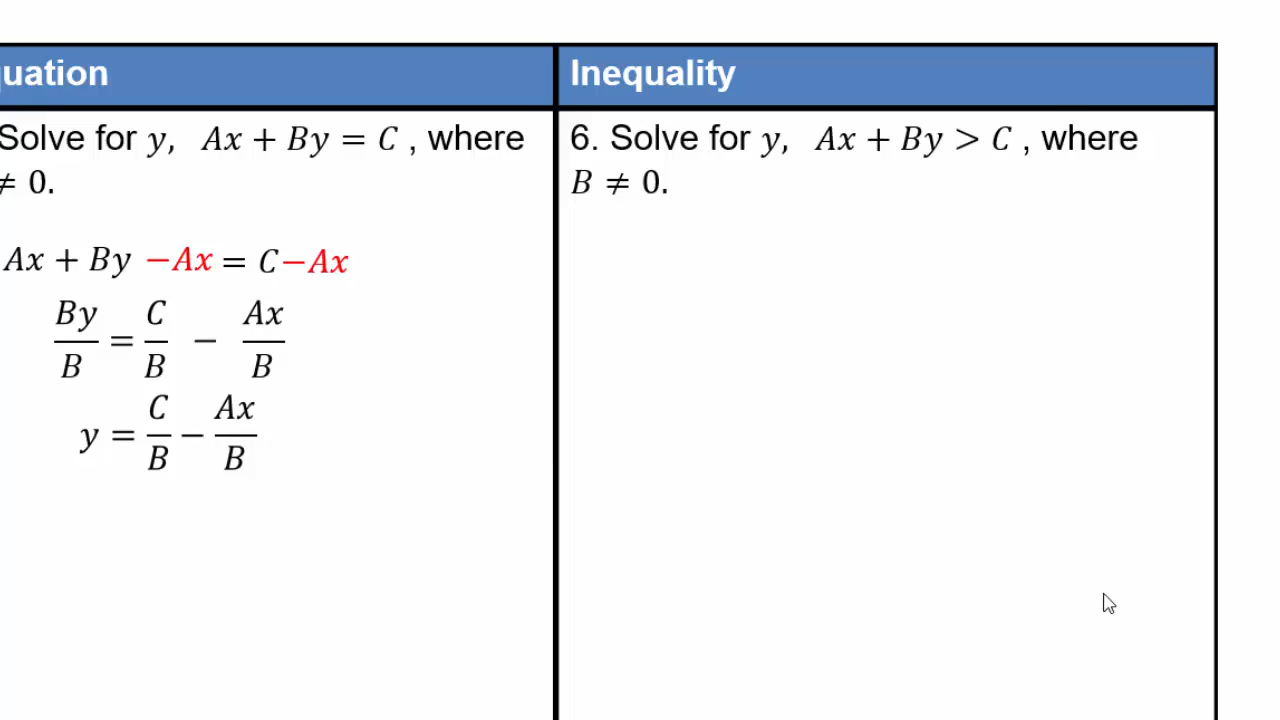 quation
Inequality
Solve for y, Ax + By = C , where
≠ 0.
6. Solve for y, Ax + By > C , where
B ≠ 0.
Ax + By −Ax = C−Ax
By/B = C/B − Ax/B
y = C/B − Ax/B